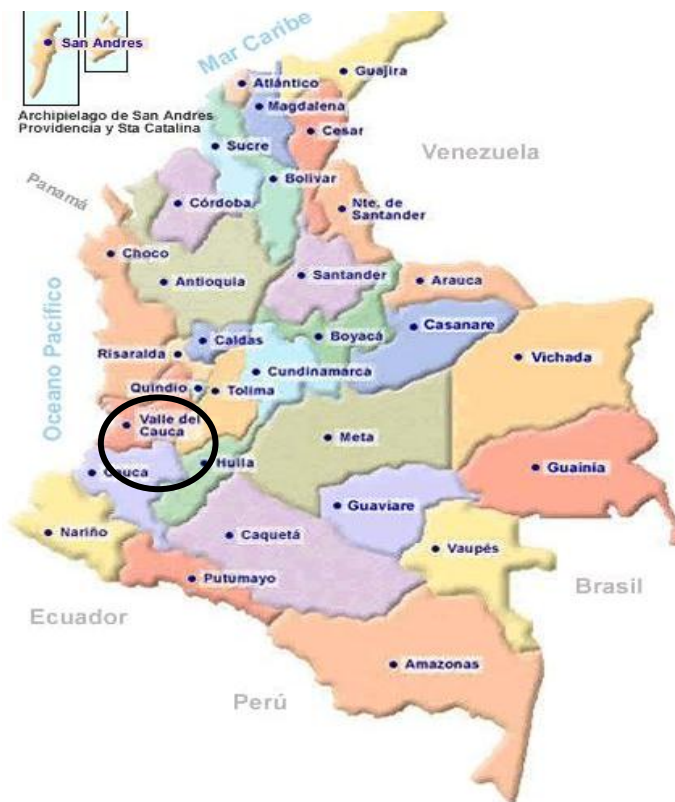 San Andres
Archipielago de San Andres
Providencia y Sta Catalina
Mar Caribe
Guajira
Atlántico
Magdalena
Cesar
Sucre
Venezuela
Bolivar
Panamá
Córdoba
Nte. de
Santander
Choco
Antioquia
Santander
Arauca
Oceano Pacífico
Caldas
Boyacá
Casanare
Risaralda
Cundinamarca
Vichada
Quindio
Tolima
Valle del
Cauca
Meta
Cauca
Huila
Guainía
Guaviare
Nariño
Caquetá
Vaupés
Putumayo
Brasil
Ecuador
Amazonas
Perú